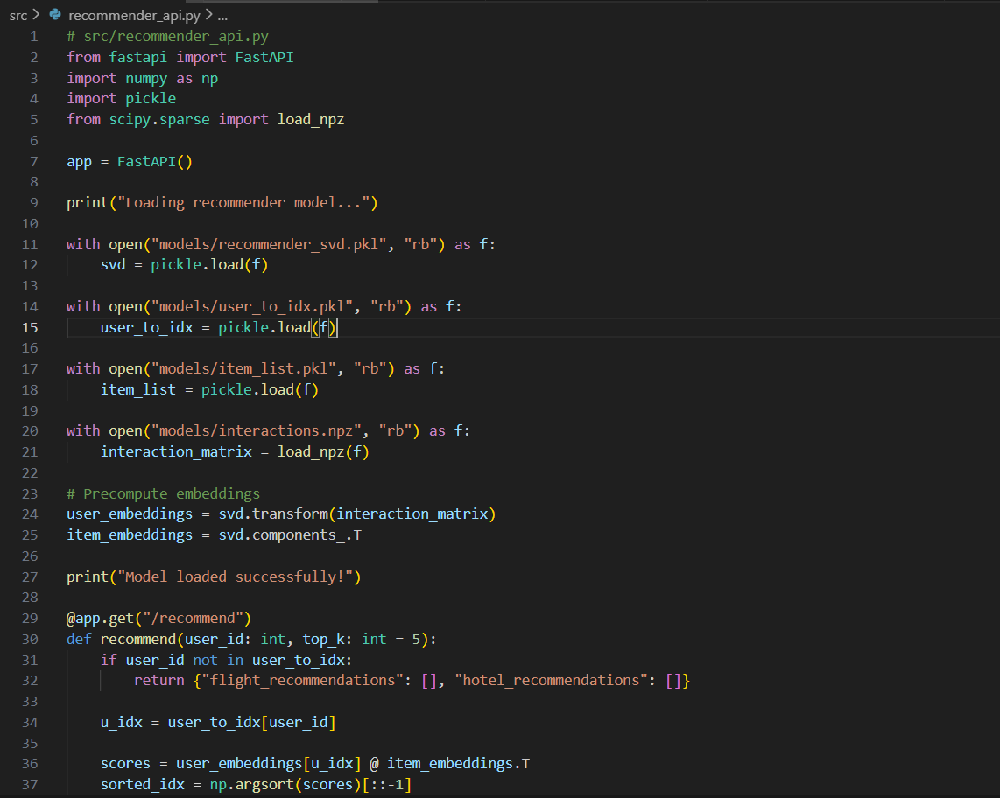 src > recommender_api.py > ...
1 # src/recommender_api.py
2 from fastapi import FastAPI
3 import numpy as np
4 import pickle
5 from scipy.sparse import load_npz
6
7 app = FastAPI()
8
9 print("Loading recommender model...")
10
11 with open("models/recommender_svd.pkl", "rb") as f:
12     svd = pickle.load(f)
13
14 with open("models/user_to_idx.pkl", "rb") as f:
15     user_to_idx = pickle.load(f)
16
17 with open("models/item_list.pkl", "rb") as f:
18     item_list = pickle.load(f)
19
20 with open("models/interactions.npz", "rb") as f:
21     interaction_matrix = load_npz(f)
22
23 # Precompute embeddings
24 user_embeddings = svd.transform(interaction_matrix)
25 item_embeddings = svd.components_.T
26
27 print("Model loaded successfully!")
28
29 @app.get("/recommend")
30 def recommend(user_id: int, top_k: int = 5):
31     if user_id not in user_to_idx:
32         return {"flight_recommendations": [], "hotel_recommendations": []}
33
34     u_idx = user_to_idx[user_id]
35
36     scores = user_embeddings[u_idx] @ item_embeddings.T
37     sorted_idx = np.argsort(scores)[::-1]